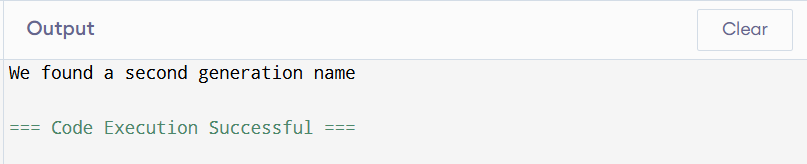 Output
Clear
We found a second generation name
=== Code Execution Successful ===